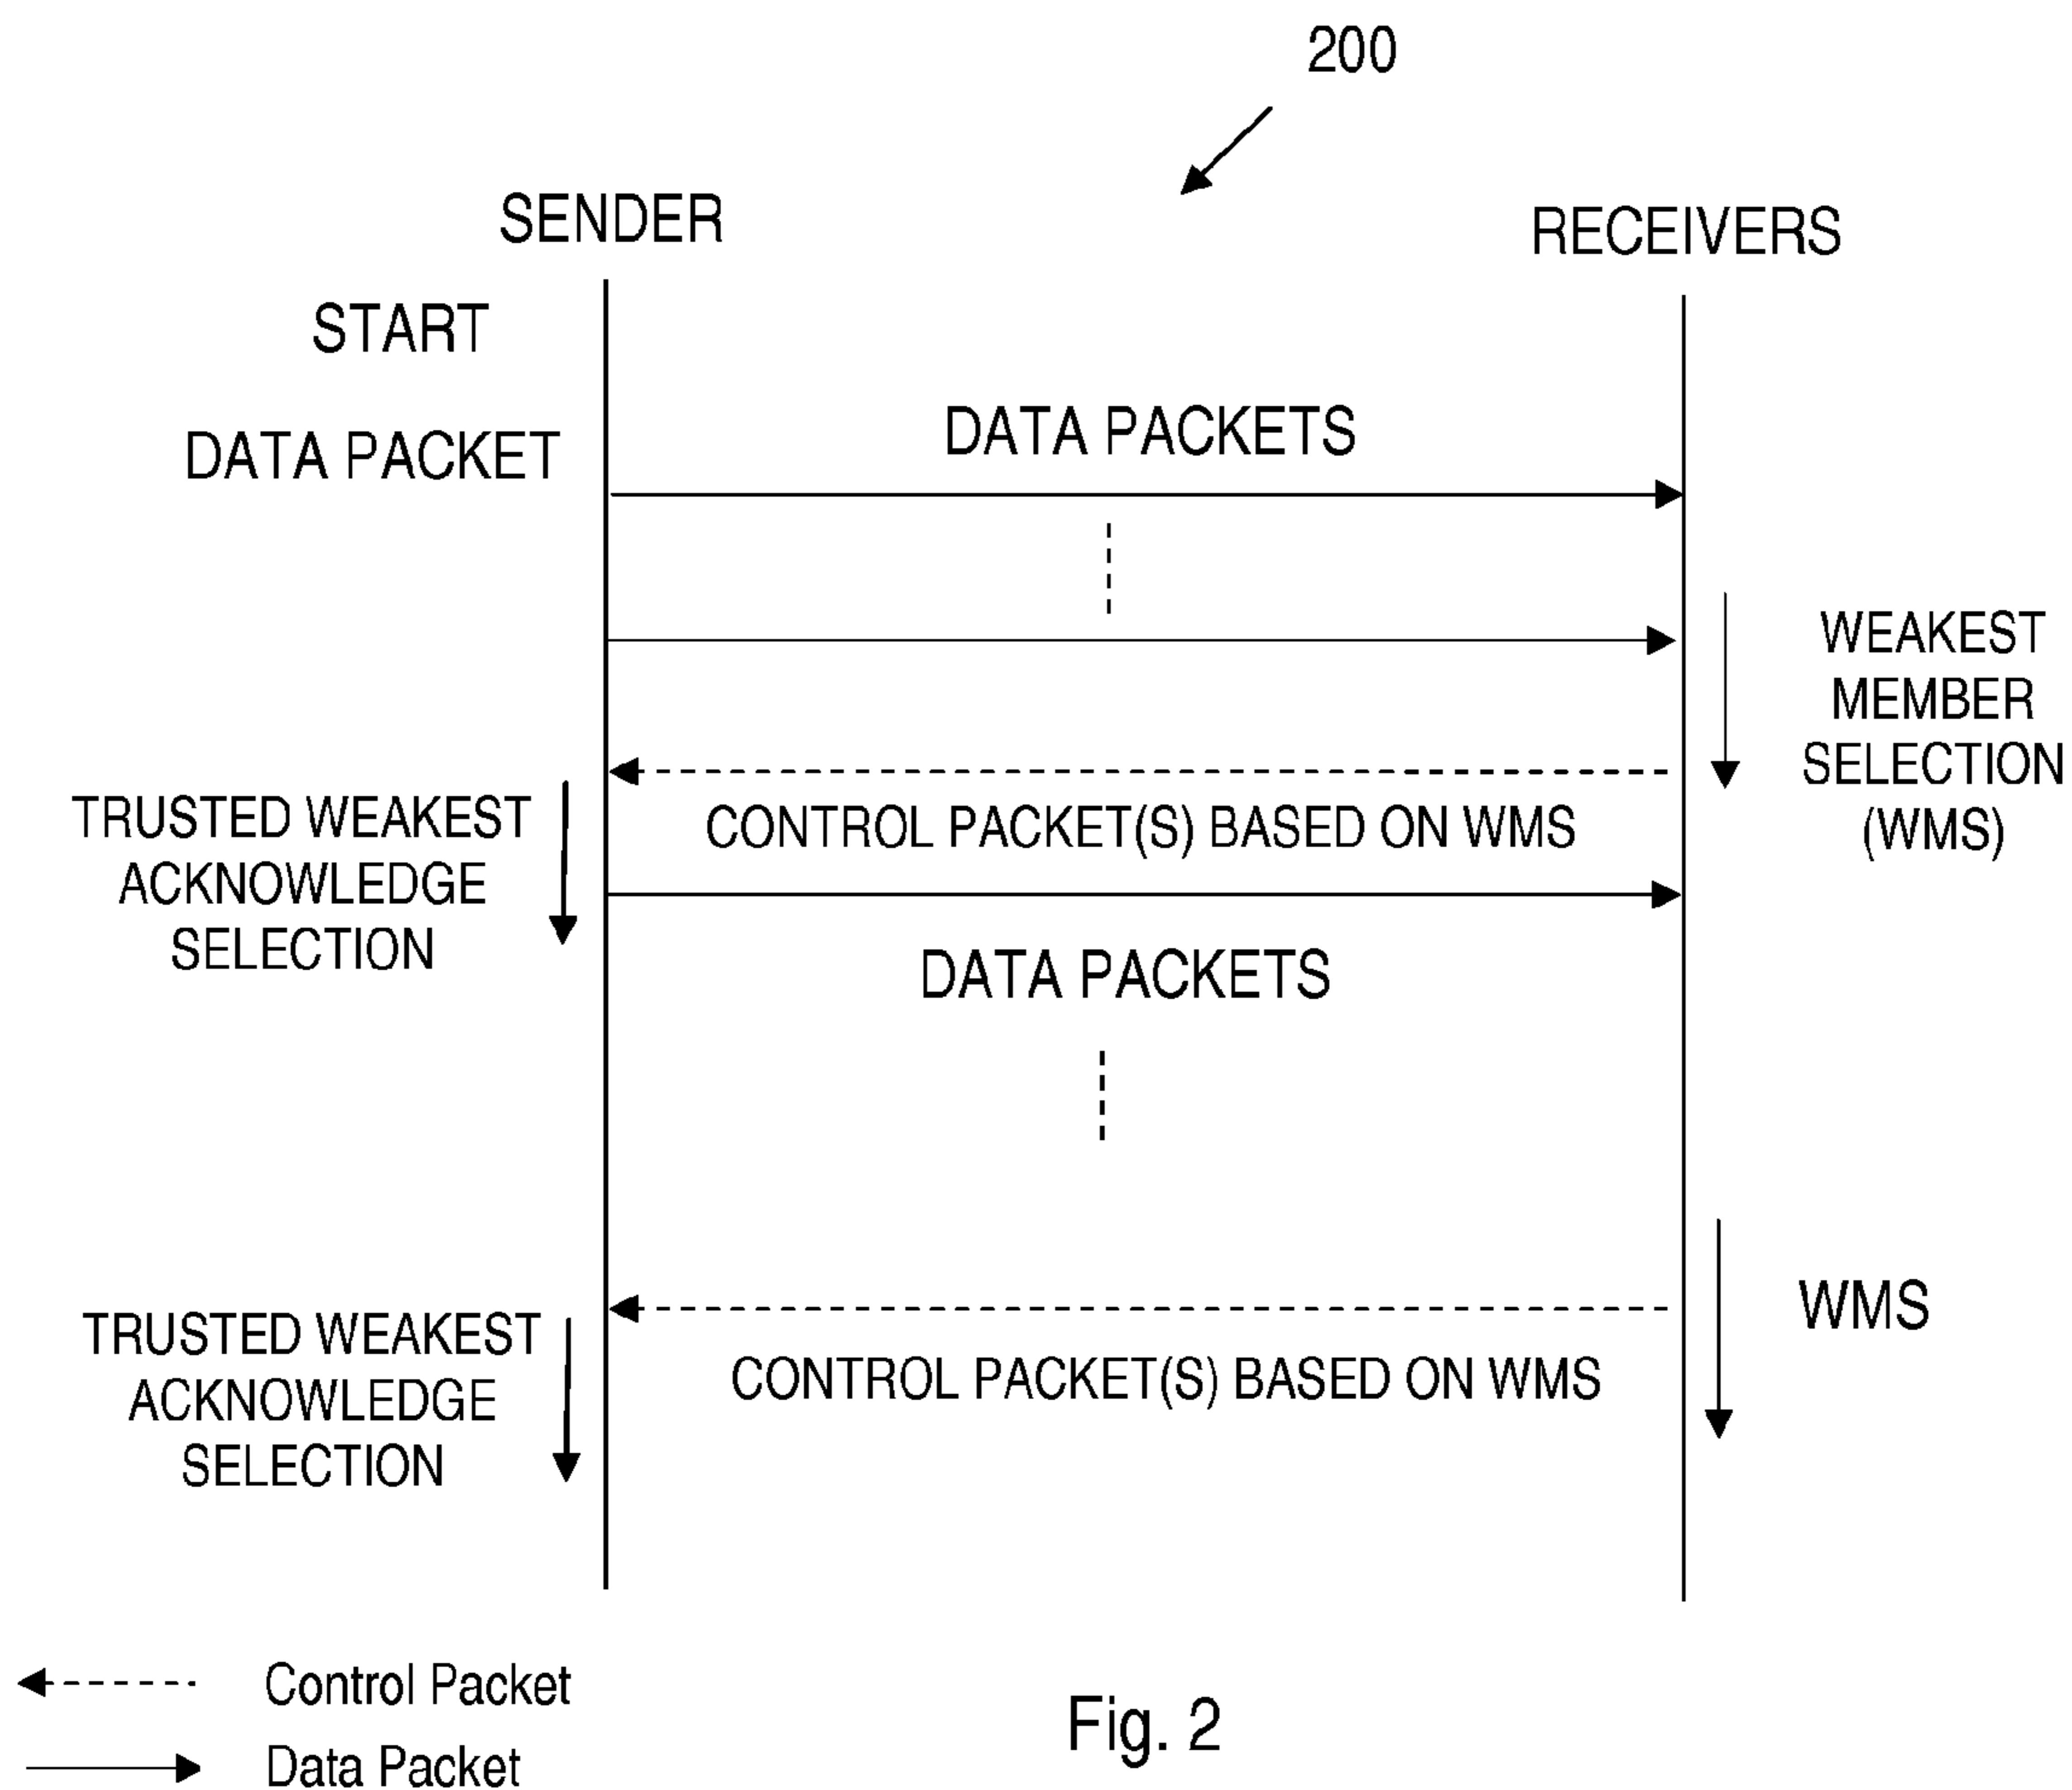 200
SENDER
RECEIVERS
START
DATA PACKET
DATA PACKETS
WEAKEST
MEMBER
SELECTION
(WMS)
TRUSTED WEAKEST
ACKNOWLEDGE
SELECTION
CONTROL PACKET(S) BASED ON WMS
DATA PACKETS
TRUSTED WEAKEST
ACKNOWLEDGE
SELECTION
CONTROL PACKET(S) BASED ON WMS
WMS
Control Packet
Data Packet
Fig. 2